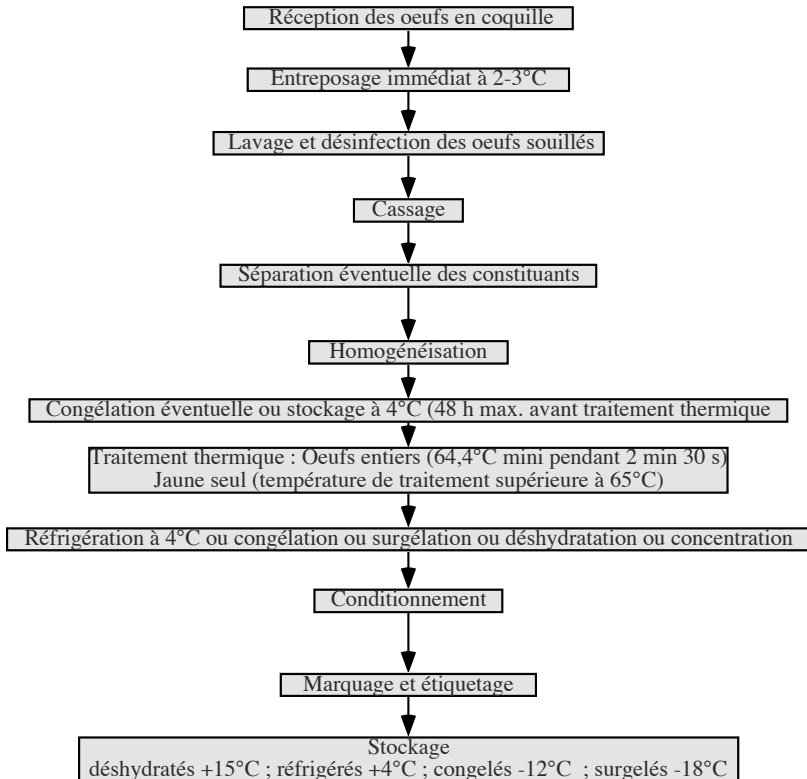 Réception des oeufs en coquille
Entreposage immédiat à 2-3°C
Lavage et désinfection des oeufs souillés
Cassage
Séparation éventuelle des constituants
Homogénéisation
Congélation éventuelle ou stockage à 4°C (48 h max. avant traitement thermique
Traitement thermique : Oeufs entiers (64,4°C mini pendant 2 min 30 s)
Jaune seul (température de traitement supérieure à 65°C)
Réfrigération à 4°C ou congélation ou surgélation ou déshydratation ou concentration
Conditionnement
Marquage et étiquetage
Stockage
déshydratés +15°C ; réfrigérés +4°C ; congelés -12°C ; surgelés -18°C